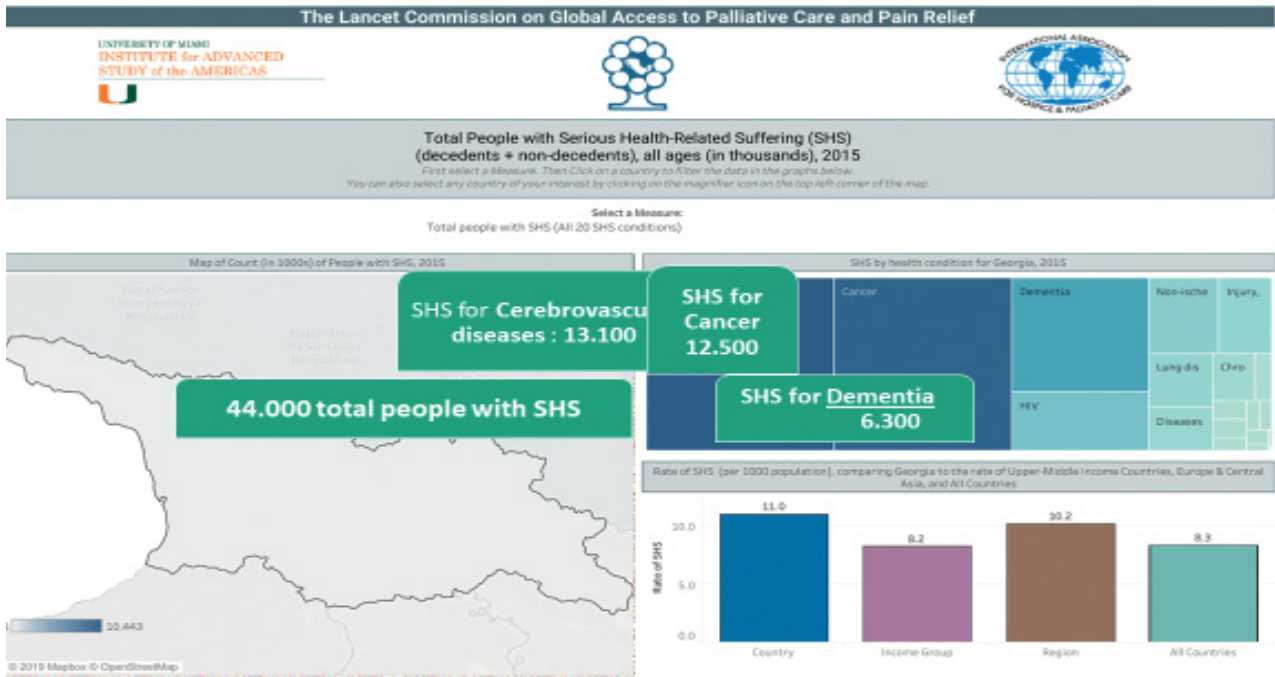 The Lancet Commission on Global Access to Palliative Care and Pain Relief
UNIVERSITY OF MIAMI
INSTITUTE for ADVANCED
STUDY of the AMERICAS
U
INTERNATIONAL ASSOCIATION
FOR HOSPICE & PALLIATIVE CARE
Total People with Serious Health-Related Suffering (SHS)
(decedents + non-decedents), all ages (in thousands), 2015
First select a Measure. Then Click on a country to filter the data in the graphs below.
You can also select any country of your interest by clicking on the magnifier icon on the top left corner of the map.
Select a Measure:
Total people with SHS (All 20 SHS conditions)
Map of Count (in 1000s) of People with SHS, 2015
SHS for Cerebrovascu
diseases : 13.100
44.000 total people with SHS
10,443
© 2019 Mapbox © OpenStreetMap
SHS by health condition for Georgia, 2015
SHS for
Cancer
12.500
SHS for Dementia
6.300
Cancer
Dementia
HIV
Non-ische
Injury,
Lung dis
Chro
Diseases
Rate of SHS (per 1000 population), comparing Georgia to the rate of Upper-Middle Income Countries, Europe & Central
Asia, and All Countries
Rate of SHS
10.0
5.0
0.0
11.0
8.2
10.2
8.3
Country
Income Group
Region
All Countries